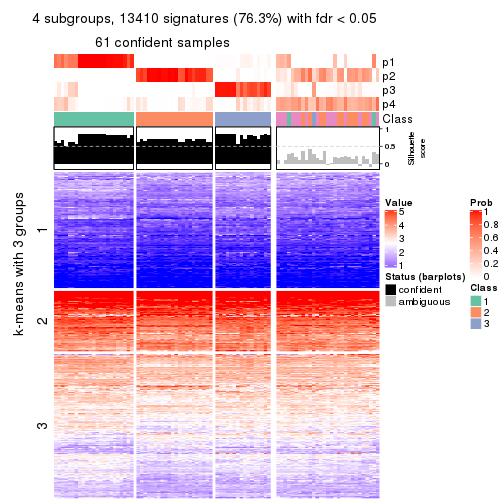 4 subgroups, 13410 signatures (76.3%) with fdr < 0.05
61 confident samples
p1
p2
p3
p4
Class
1
0.5
0
Silhouette
score
k-means with 3 groups
1
2
3
Value
5
4
3
2
1
Status (barplots)
confident
ambiguous
Prob
1
0.8
0.6
0.4
0.2
0
Class
1
2
3